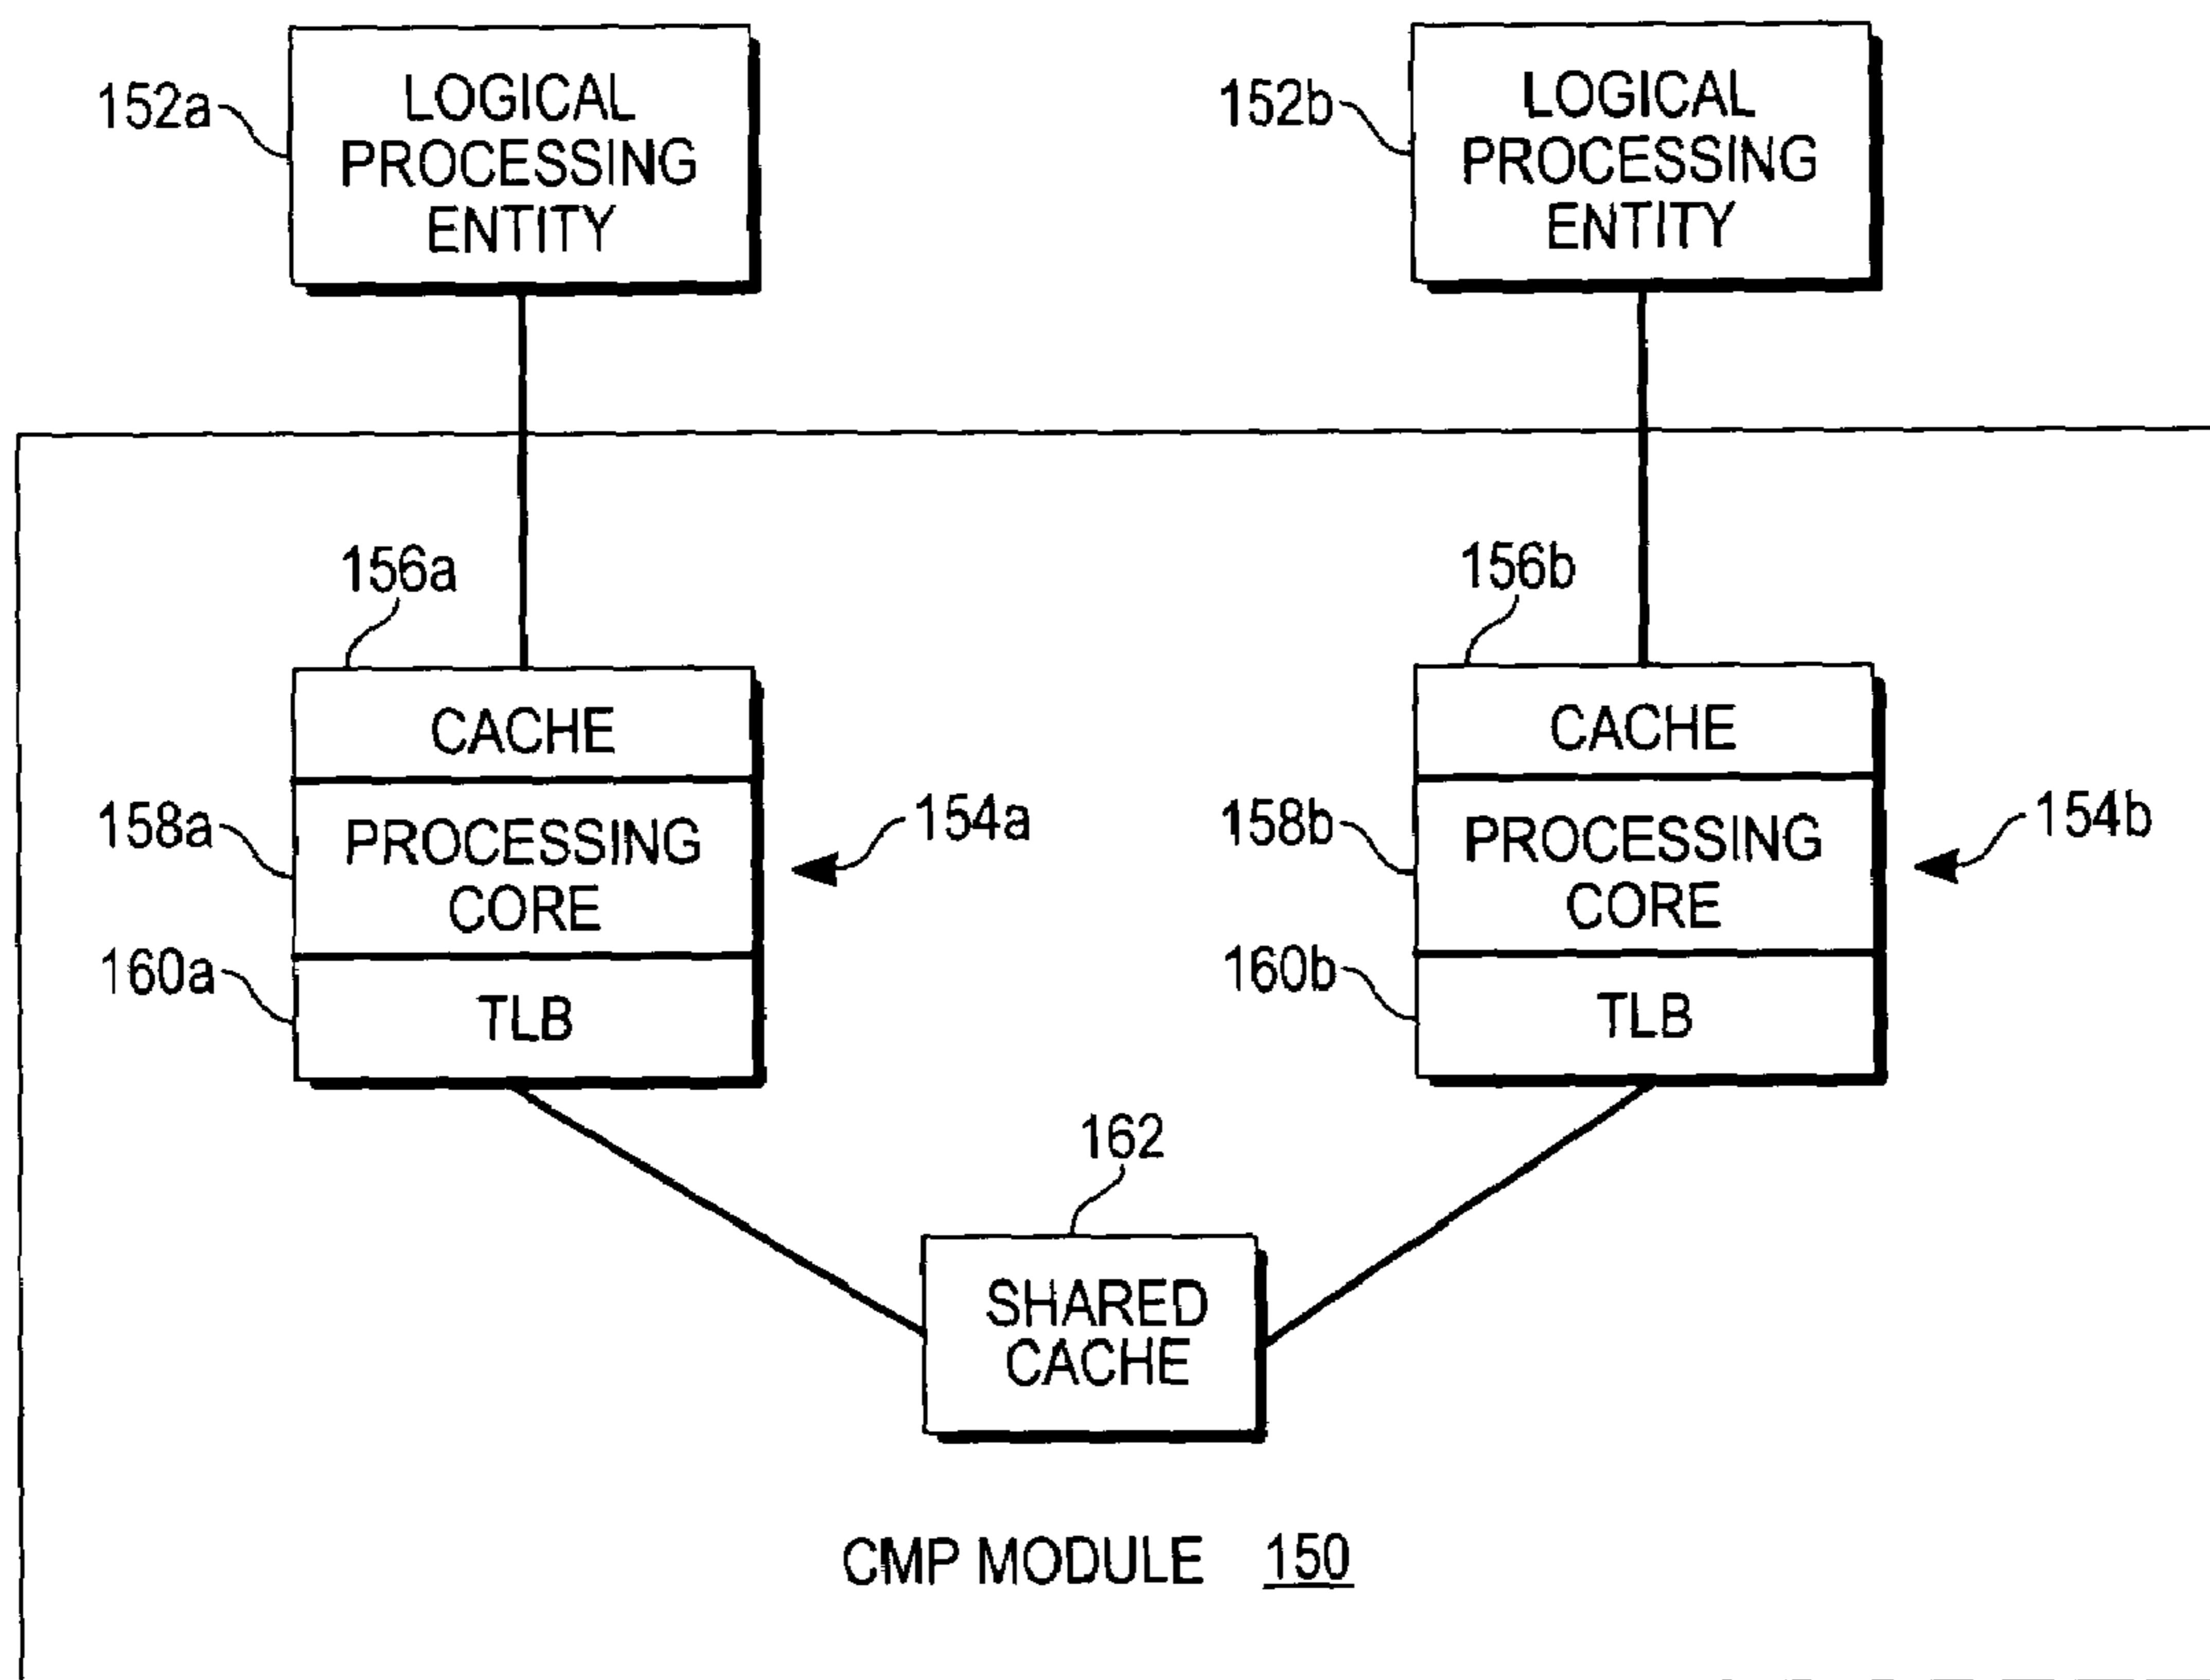 152a
LOGICAL
PROCESSING
ENTITY
152b
LOGICAL
PROCESSING
ENTITY
156a
156b
CACHE
CACHE
158a
PROCESSING
CORE
154a
158b
PROCESSING
CORE
154b
160a
TLB
160b
TLB
162
SHARED
CACHE
CMP MODULE 150